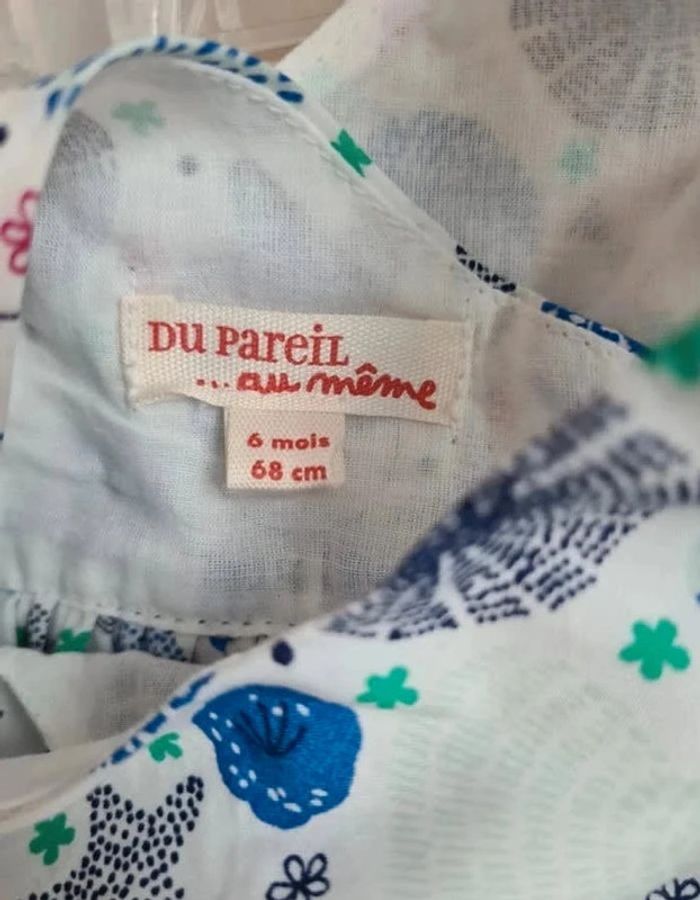 DU PAREIL
...au même
6 mois
68 cm